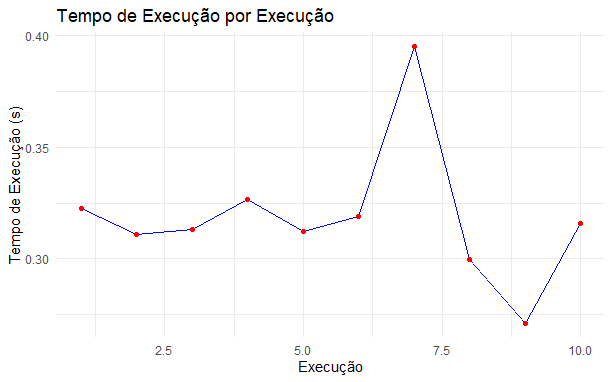 Tempo de Execução por Execução
Tempo de Execução (s)
0.40
0.35
0.30
2.5 5.0 7.5 10.0
Execução